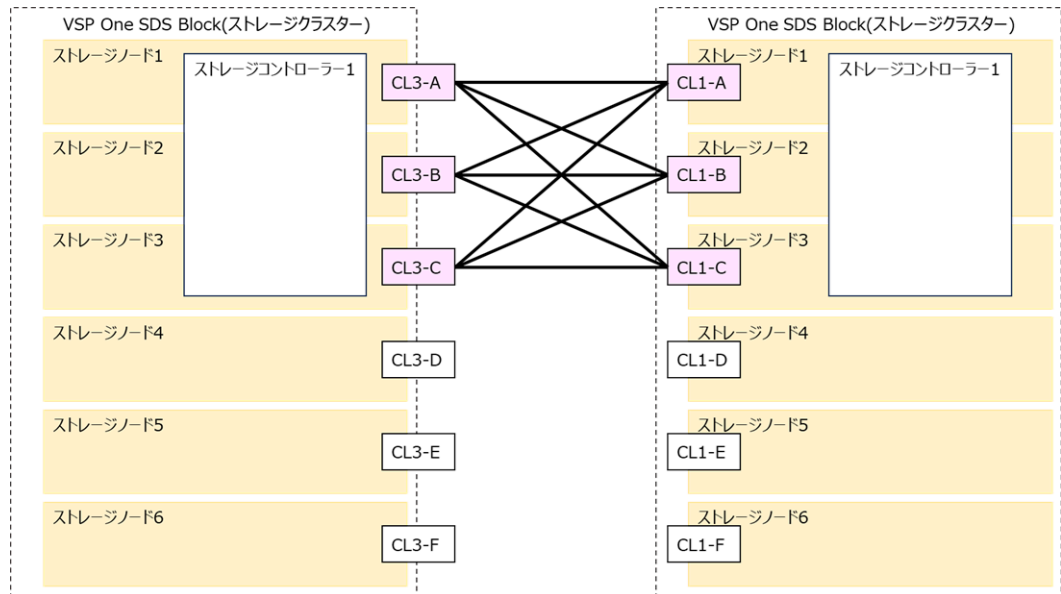 VSP One SDS Block(ストレージクラスター)
ストレージノード1
ストレージコントローラー1
CL3-A
ストレージノード2
CL3-B
ストレージノード3
CL3-C
ストレージノード4
CL3-D
ストレージノード5
CL3-E
ストレージノード6
CL3-F
VSP One SDS Block(ストレージクラスター)
ストレージノード1
ストレージコントローラー1
CL1-A
ストレージノード2
CL1-B
ストレージノード3
CL1-C
ストレージノード4
CL1-D
ストレージノード5
CL1-E
ストレージノード6
CL1-F